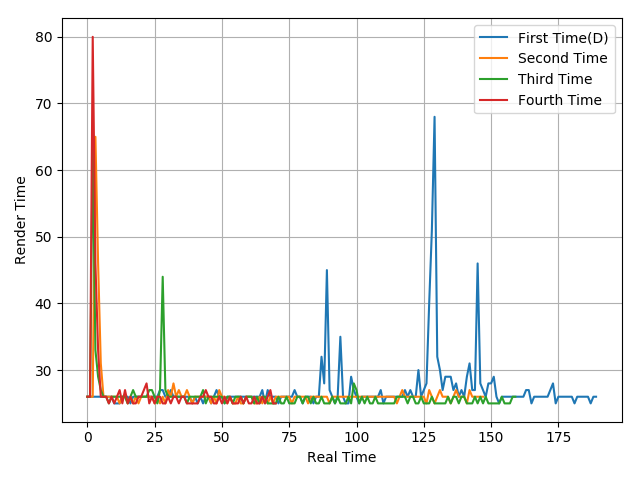 First Time(D)
Second Time
Third Time
Fourth Time
80
70
60
50
40
30
Render Time
0 25 50 75 100 125 150 175
Real Time